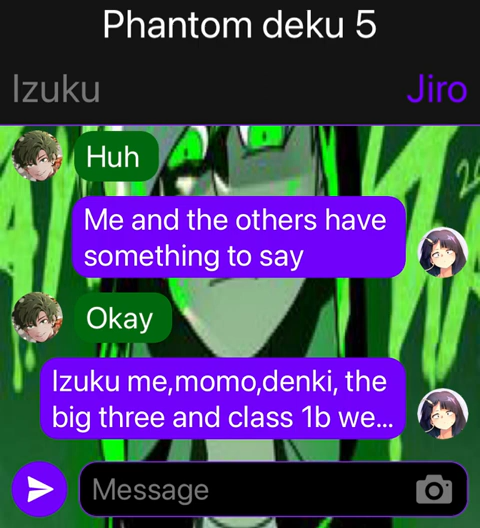 Phantom deku 5
Izuku
Jiro
Huh
Me and the others have
something to say
Okay
Izuku me,momo,denki, the
big three and class 1b we...
Message